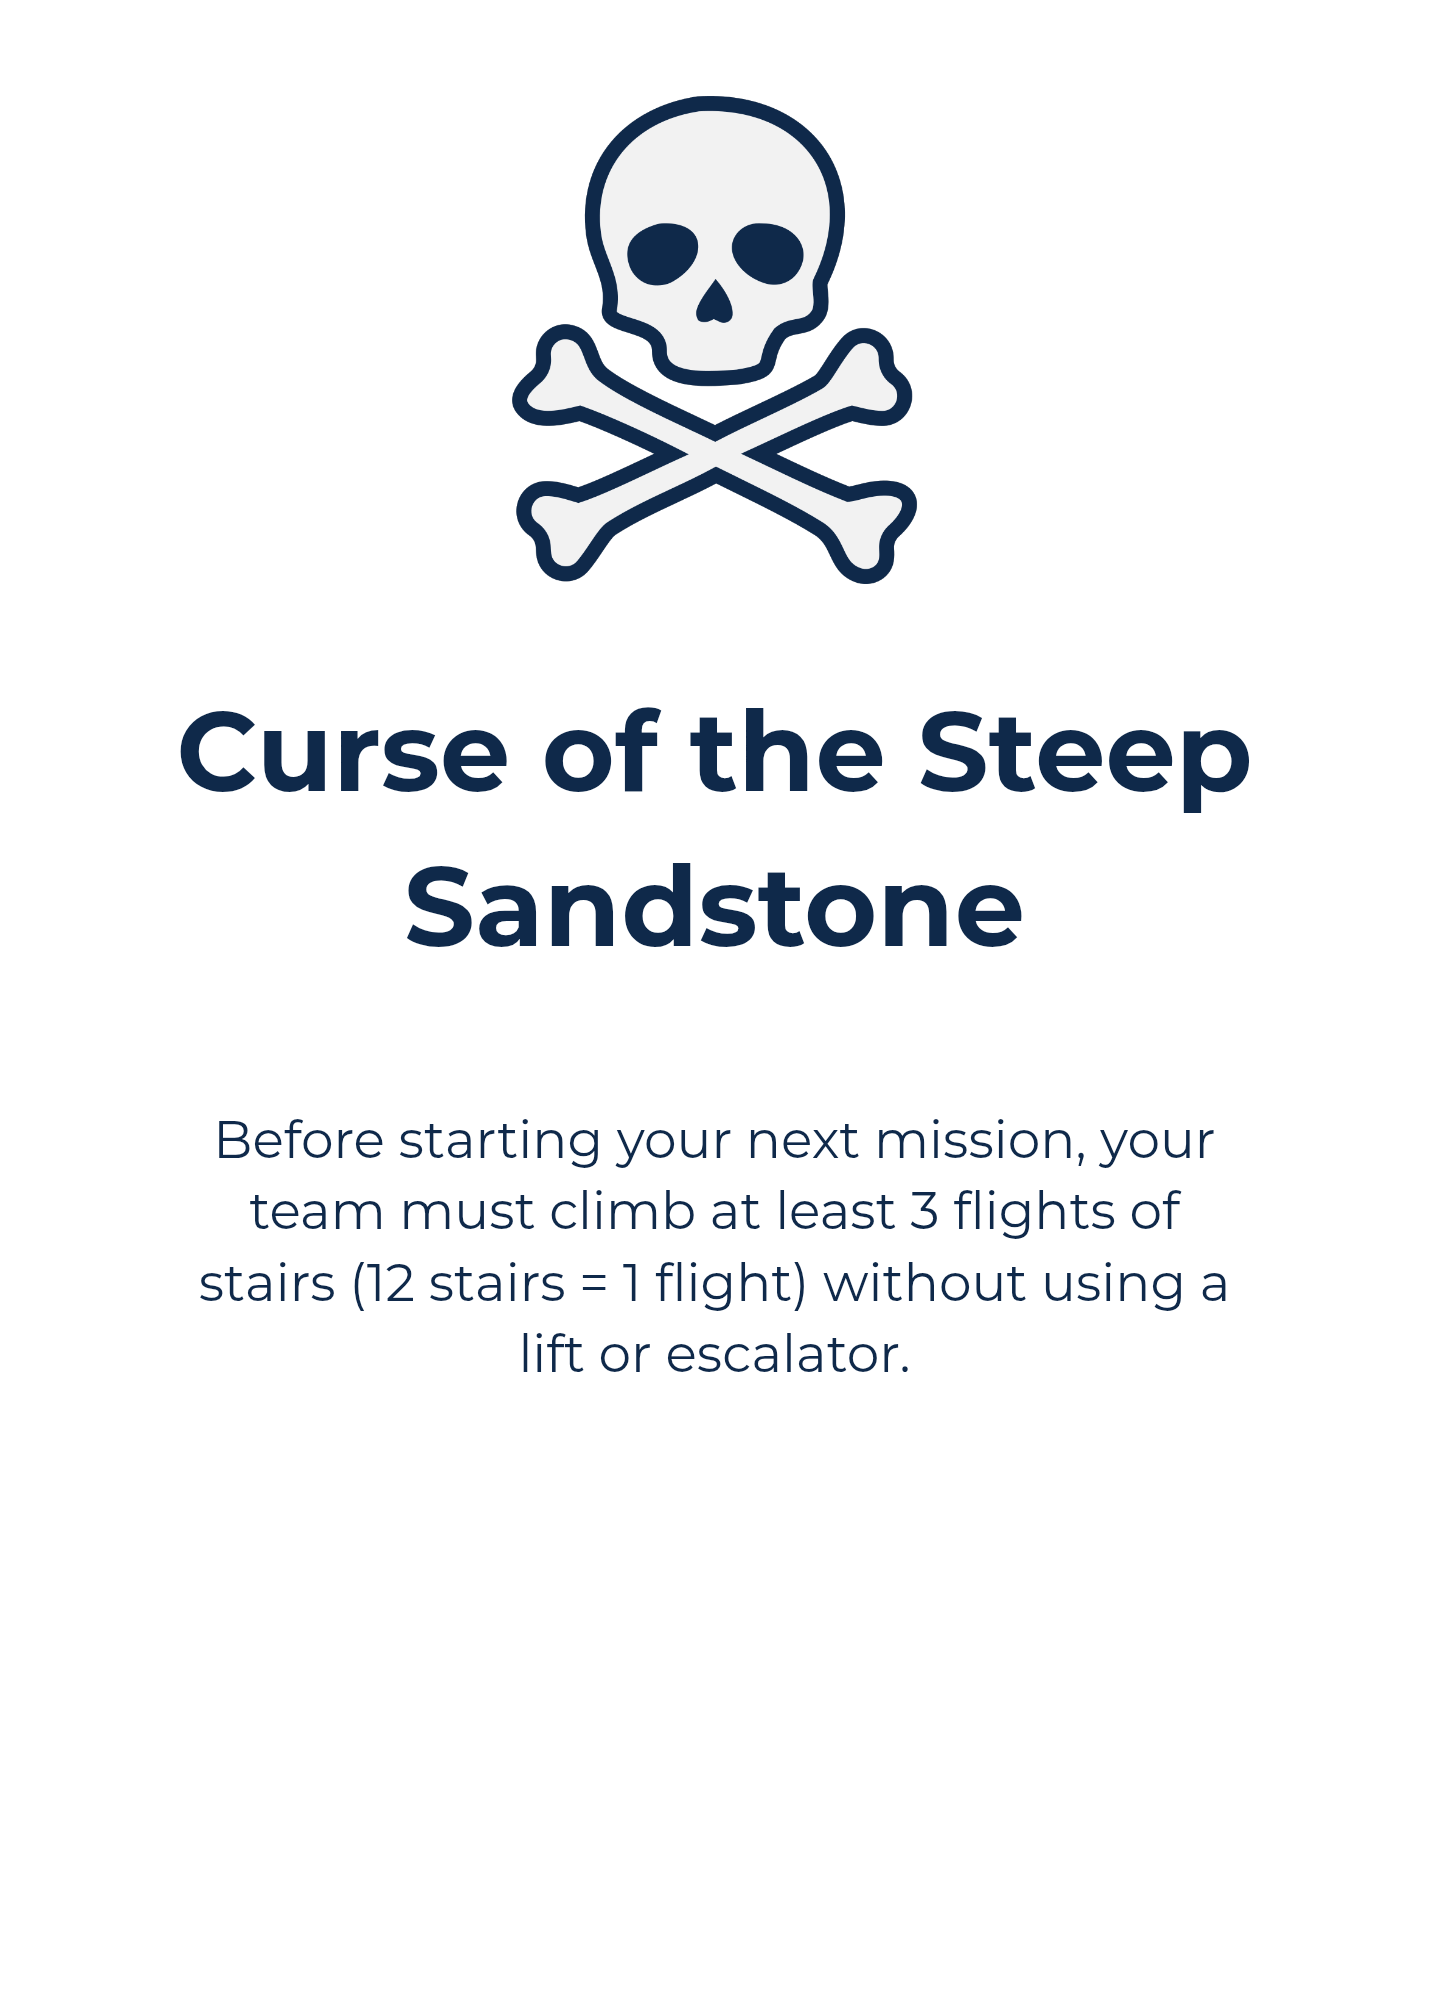 Curse of the Steep
Sandstone
Before starting your next mission, your
team must climb at least 3 flights of
stairs (12 stairs = 1 flight) without using a
lift or escalator.